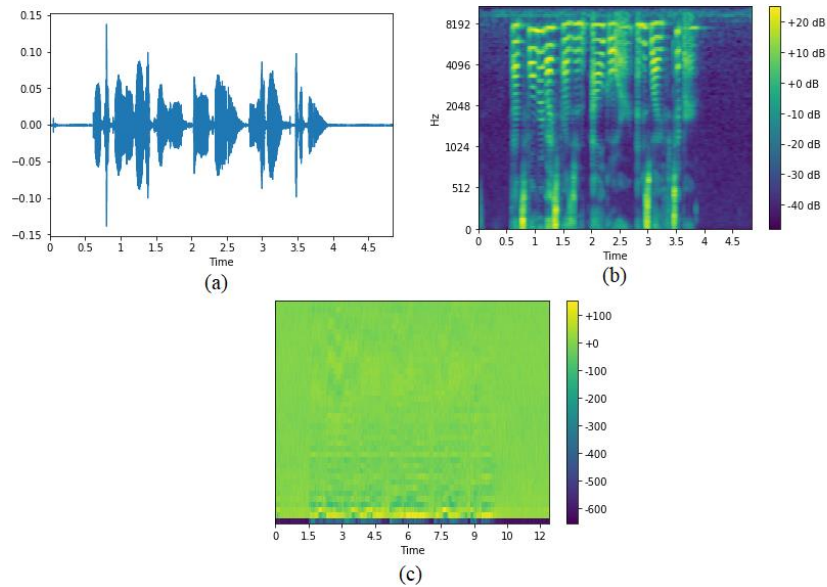 0.15
0.10
0.05
0.00
−0.05
−0.10
−0.15
0 0.5 1 1.5 2 2.5 3 3.5 4 4.5
Time
(a)
8192
4096
2048
1024
512
0
Hz
0 0.5 1 1.5 2 2.5 3 3.5 4 4.5
Time
+20 dB
+10 dB
+0 dB
-10 dB
-20 dB
-30 dB
-40 dB
(b)
0 1.5 3 4.5 6 7.5 9 10 12
Time
+100
+0
-100
-200
-300
-400
-500
-600
(c)